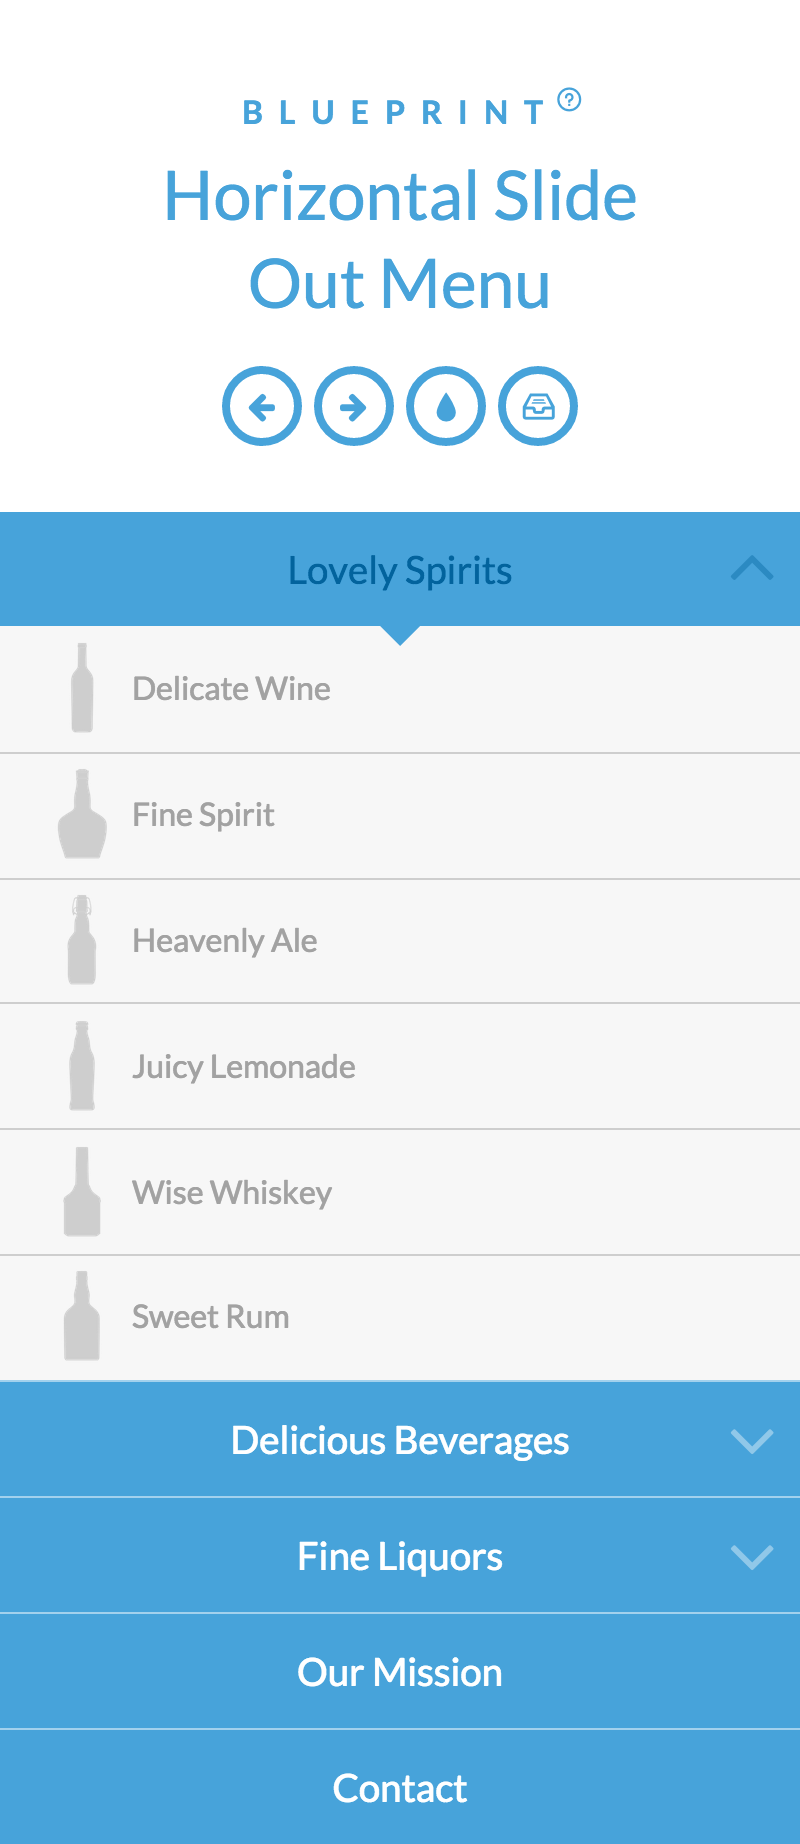 BLUEPRINT
Horizontal Slide
Out Menu
Lovely Spirits
Delicate Wine
Fine Spirit
Heavenly Ale
Juicy Lemonade
Wise Whiskey
Sweet Rum
Delicious Beverages
Fine Liquors
Our Mission
Contact